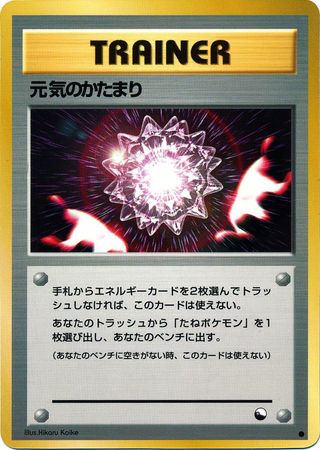 TRAINER
元気のかたまり
手札からエネルギーカードを2枚選んでトラッ
シュしなければ、このカードは使えない。
あなたのトラッシュから「たねポケモン」を1
枚選び出し、あなたのベンチに出す。
(あなたのベンチに空きがない時、このカードは使えない)
Illus.Hikaru Koike